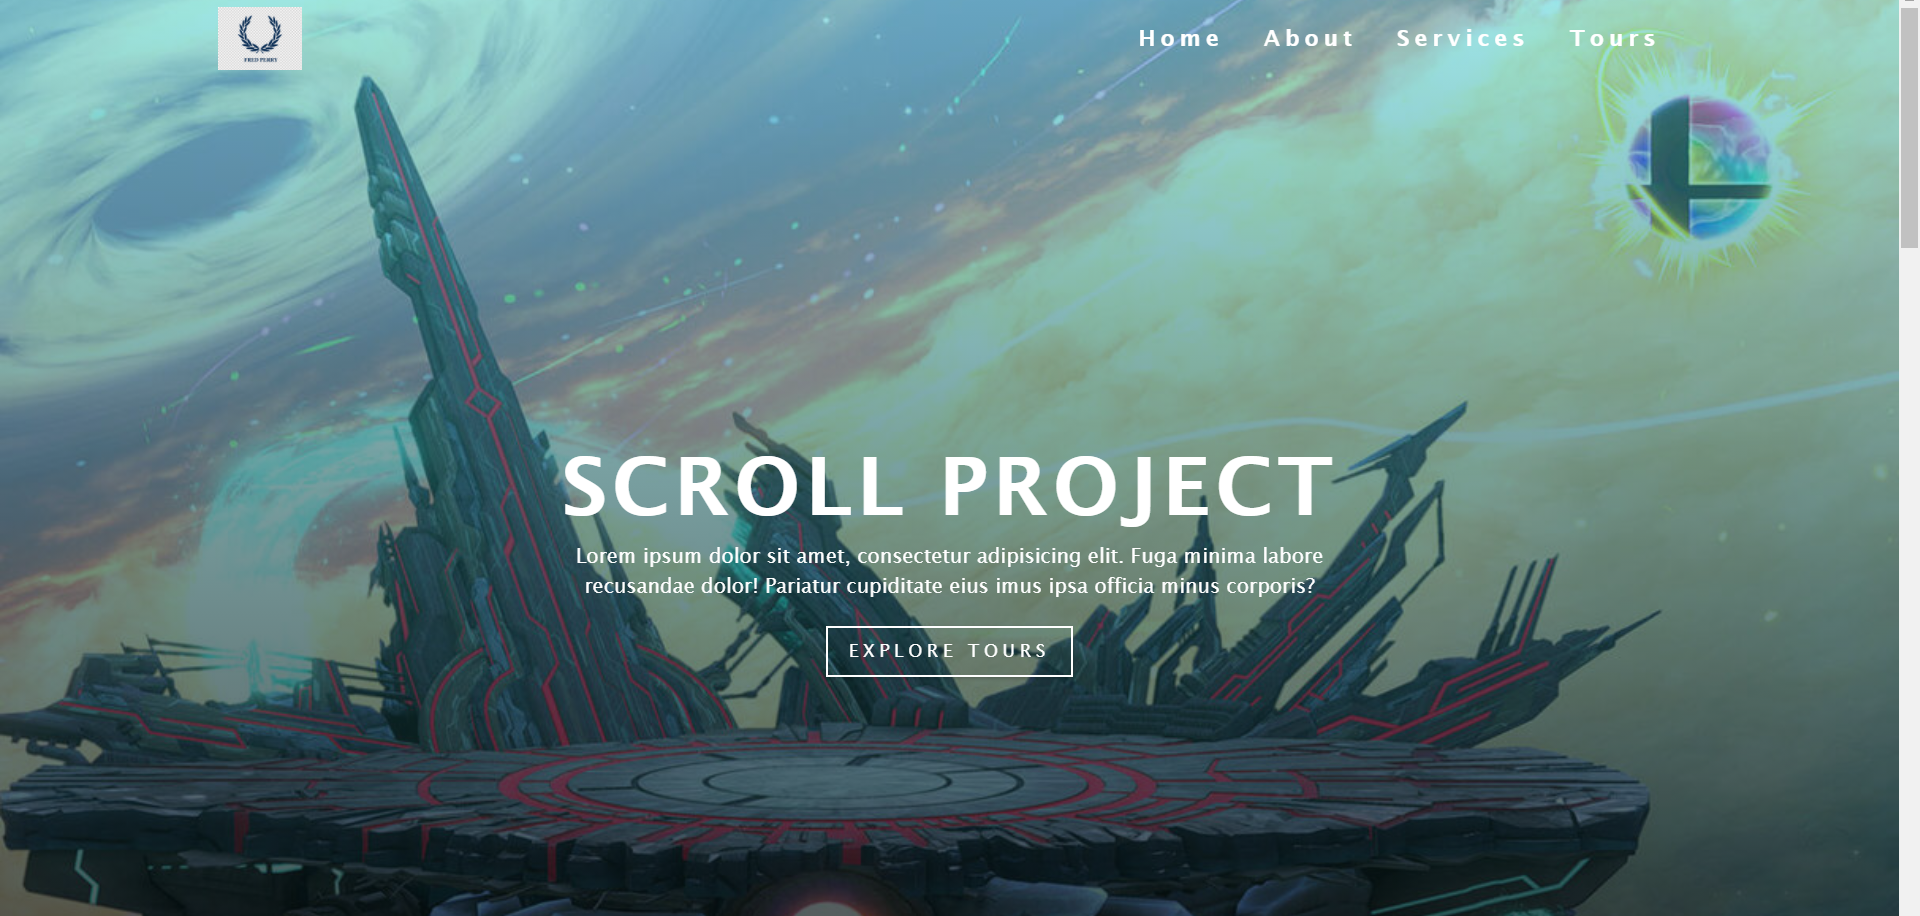 FRED PERRY
Home About Services Tours
SCROLL PROJECT
Lorem ipsum dolor sit amet, consectetur adipisicing elit. Fuga minima labore
recusandae dolor! Pariatur cupiditate eius imus ipsa officia minus corporis?
EXPLORE TOURS